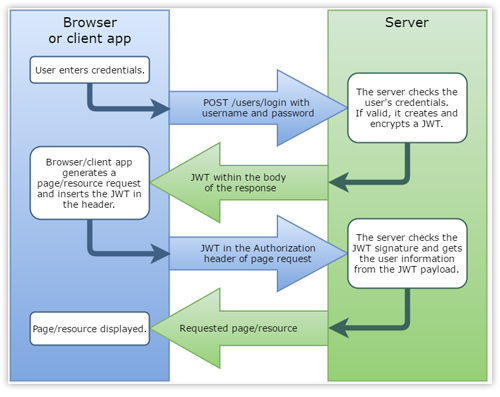 Browser
or client app
Server
User enters credentials.
POST /users/login with
username and password
The server checks the
user's credentials.
If valid, it creates and
encrypts a JWT.
JWT within the body
of the response
Browser/client app
generates a
page/resource request
and inserts the JWT in
the header.
JWT in the Authorization
header of page request
The server checks the
JWT signature and gets
the user information
from the JWT payload.
Requested page/resource
Page/resource displayed.